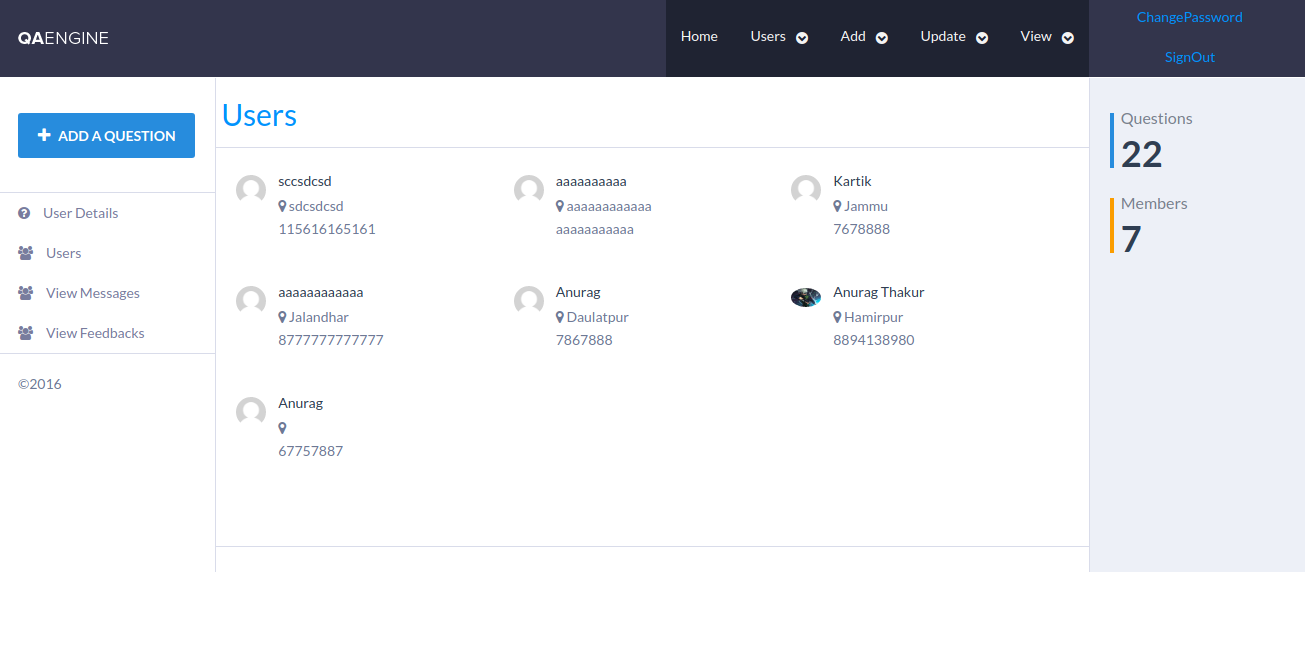 QAENGINE
Home Users Add Update View
ChangePassword
SignOut
ADD A QUESTION
User Details
Users
View Messages
View Feedbacks
©2016
Users
sccsdcsd
sdcsdcsd
115616165161
aaaaaaaaaa
aaaaaaaaaaaa
aaaaaaaaaaa
Kartik
Jammu
7678888
aaaaaaaaaaaa
Jalandhar
8777777777777
Anurag
Daulatpur
7867888
Anurag Thakur
Hamirpur
8894138980
Anurag
67757887
Questions
22
Members
7